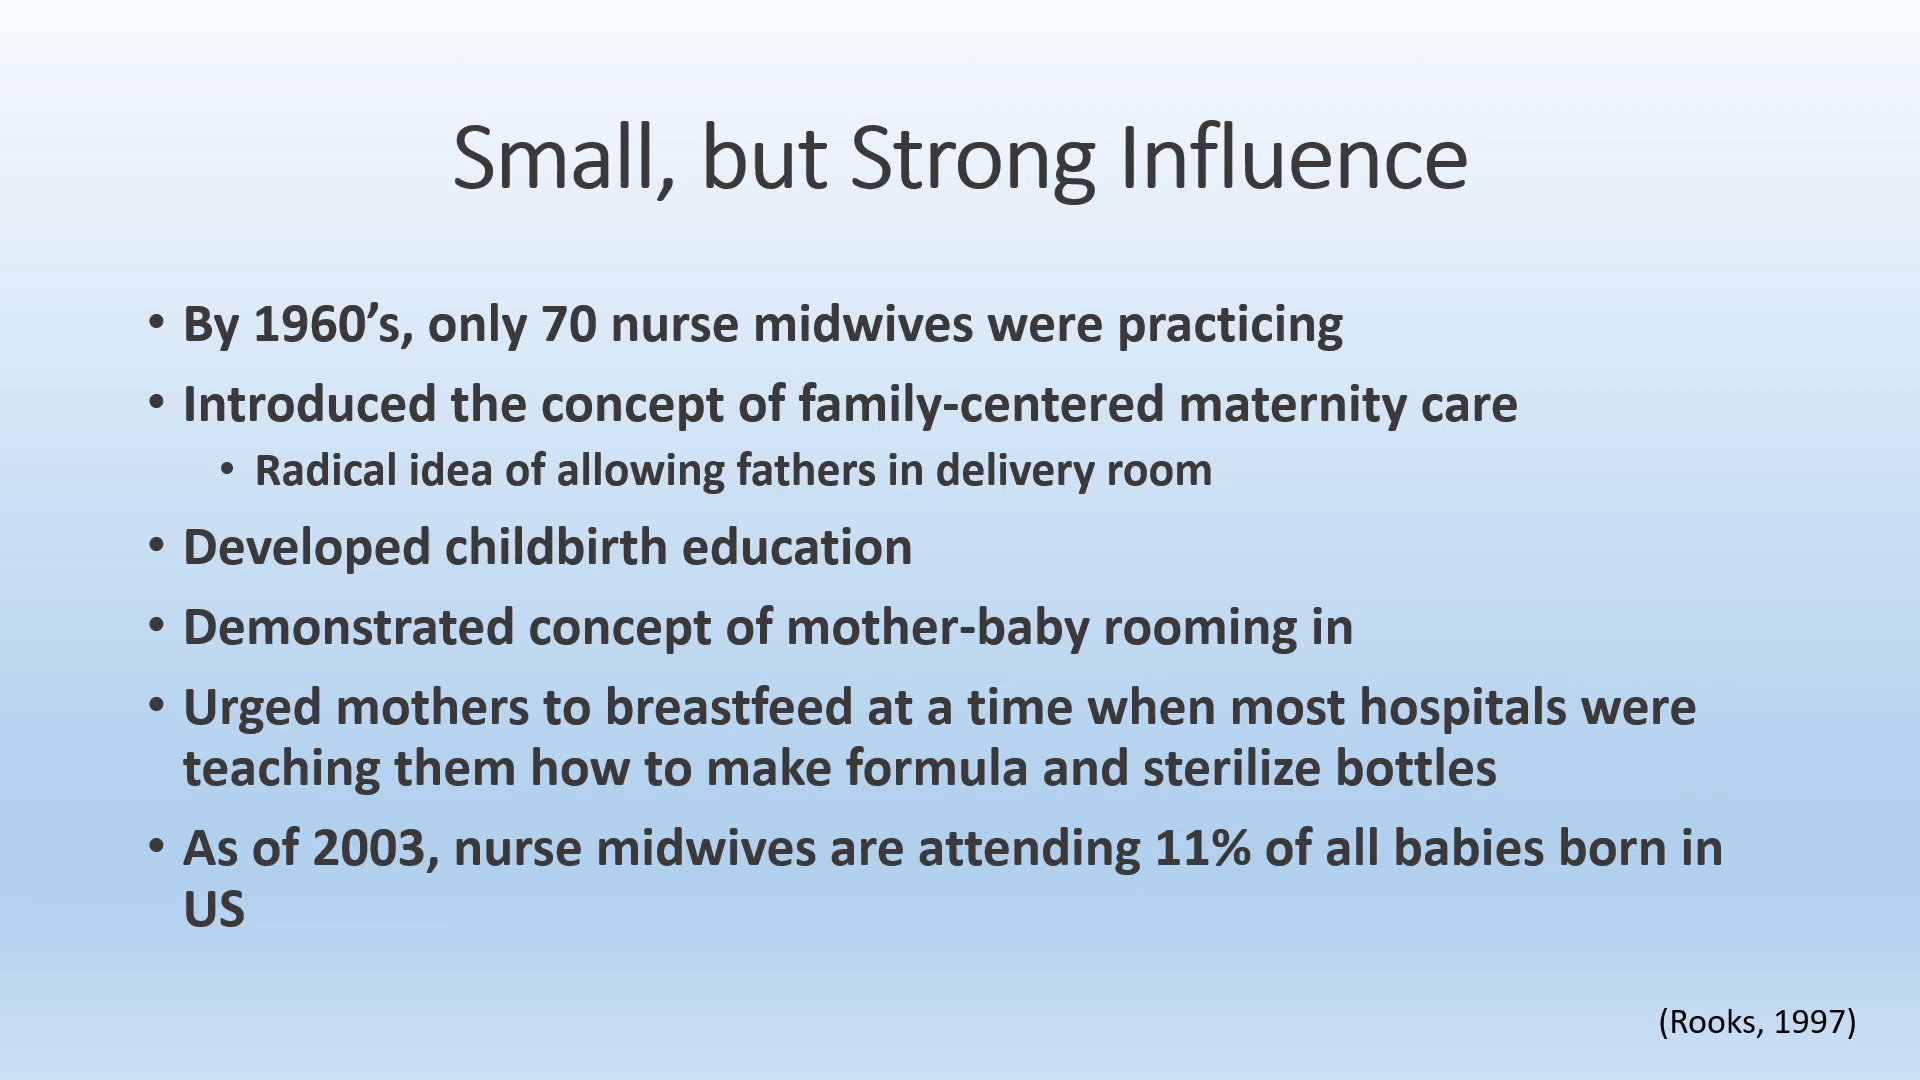 Small, but Strong Influence
• By 1960’s, only 70 nurse midwives were practicing
• Introduced the concept of family-centered maternity care
• Radical idea of allowing fathers in delivery room
• Developed childbirth education
• Demonstrated concept of mother-baby rooming in
• Urged mothers to breastfeed at a time when most hospitals were
teaching them how to make formula and sterilize bottles
• As of 2003, nurse midwives are attending 11% of all babies born in
US
(Rooks, 1997)